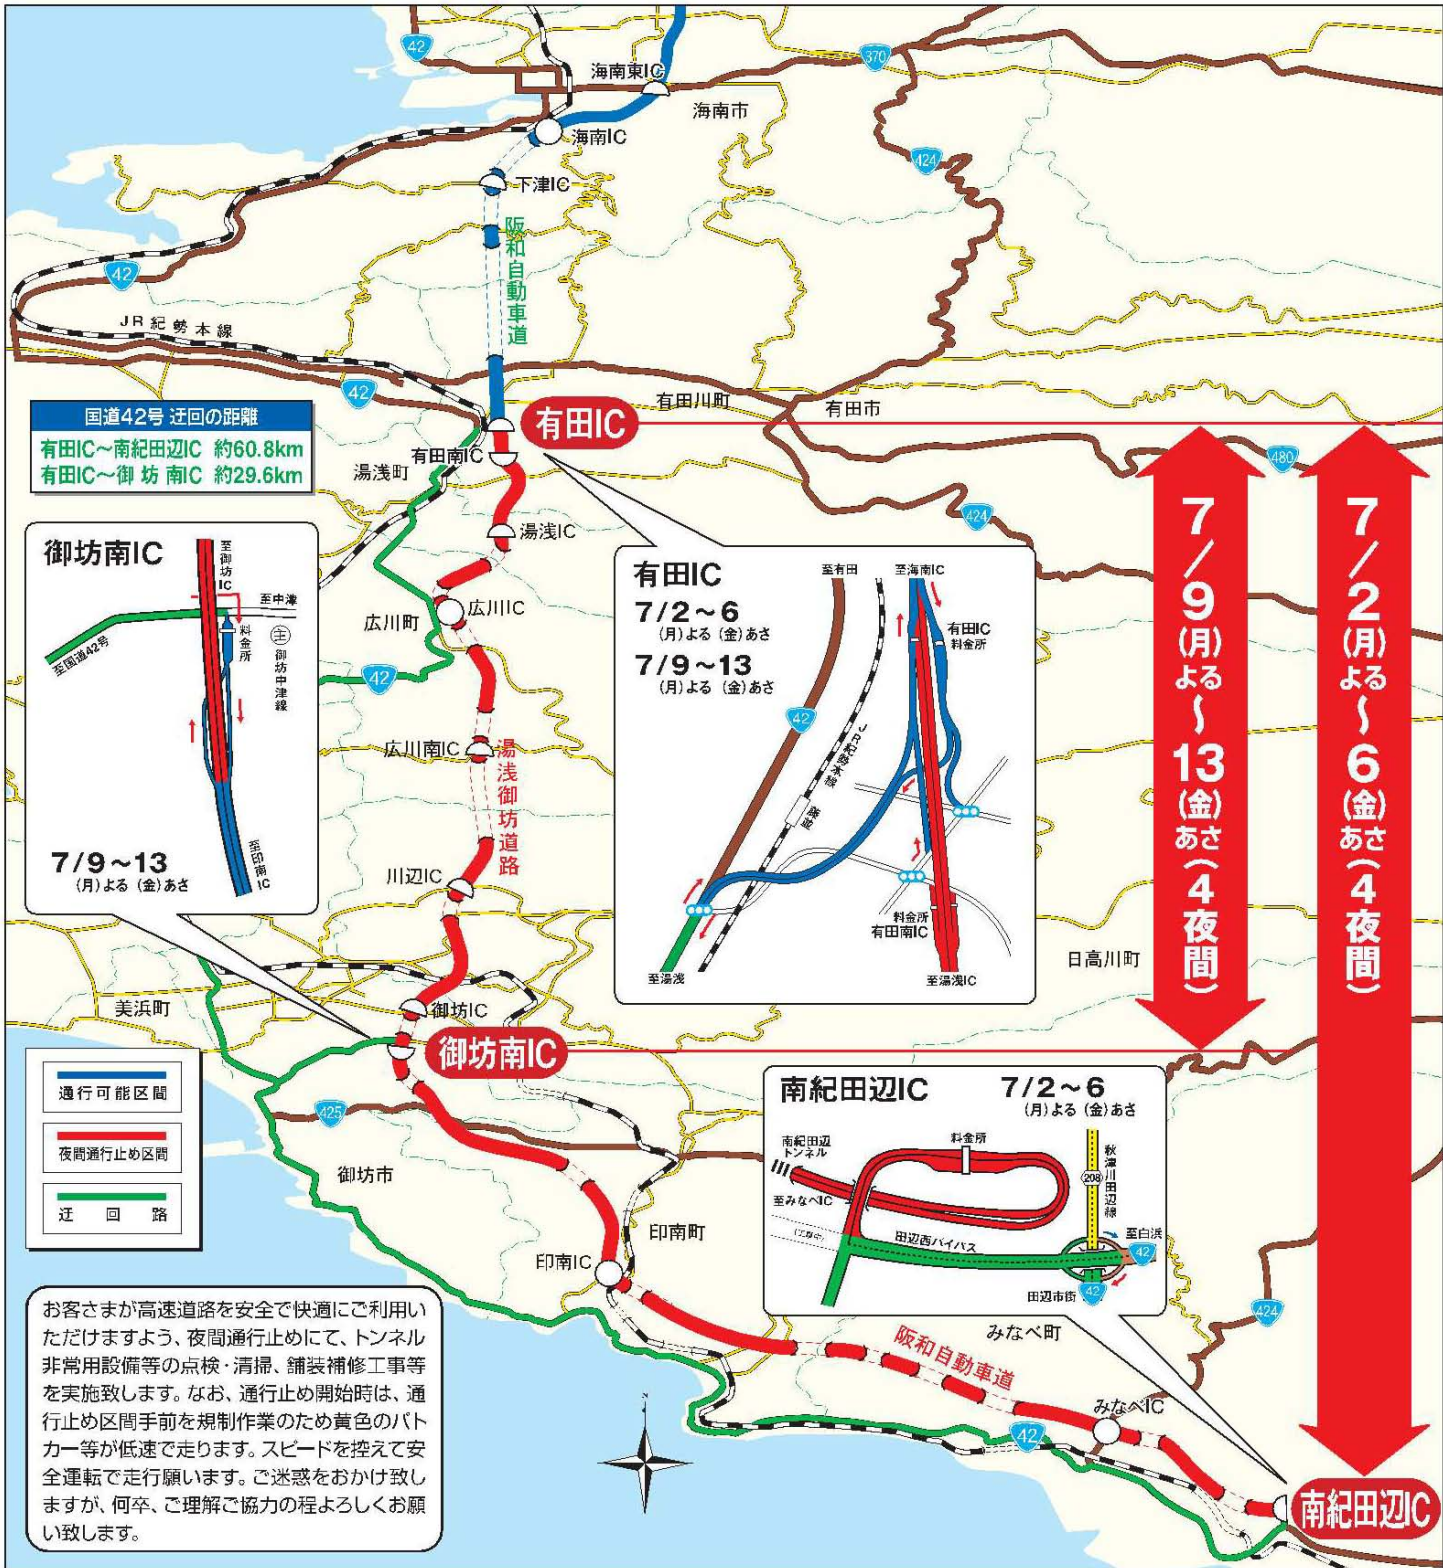 42
370
海南東IC
海南市
海南IC
424
下津IC
阪和自動車道
42
JR紀勢本線
42
有田川町
有田市
国道42号 迂回の距離
有田IC～南紀田辺IC 約60.8km
有田IC～御坊南IC 約29.6km
有田IC
有田南IC
湯浅町
480
424
湯浅IC
7/9(月)よる～13(金)あさ(4夜間)
7/2(月)よる～6(金)あさ(4夜間)
御坊南IC
至御坊IC
至中津
料金所
主 御坊中津線
至国道42号
至印南IC
7/9～13
(月)よる (金)あさ
有田IC
7/2～6
(月)よる (金)あさ
7/9～13
(月)よる (金)あさ
至有田
至海南IC
有田IC
料金所
42
JR紀勢本線
藤並
料金所
有田南IC
至湯浅
至湯浅IC
広川町
広川IC
42
広川南IC
湯浅御坊道路
川辺IC
日高川町
美浜町
御坊IC
御坊南IC
通行可能区間
夜間通行止め区間
迂回路
425
御坊市
印南町
印南IC
南紀田辺IC
7/2～6
(月)よる (金)あさ
南紀田辺
トンネル
料金所
秋津川田辺線
208
至みなべIC
(工事中)
田辺西バイパス
至白浜
42
田辺市街
42
424
みなべ町
阪和自動車道
みなべIC
42
南紀田辺IC
N
お客さまが高速道路を安全で快適にご利用い
ただけますよう、夜間通行止めにて、トンネル
非常用設備等の点検・清掃、舗装補修工事等
を実施致します。なお、通行止め開始時は、通
行止め区間手前を規制作業のため黄色のパト
カー等が低速で走ります。スピードを控えて安
全運転で走行願います。ご迷惑をおかけ致し
ますが、何卒、ご理解ご協力の程よろしくお願
い致します。